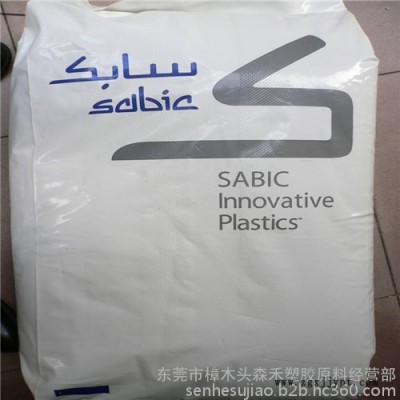 سابك
sabic
SABIC
Innovative
Plastics™
东莞市樟木头森禾塑胶原料经营部
senhesujiao.b2b.hc360.com